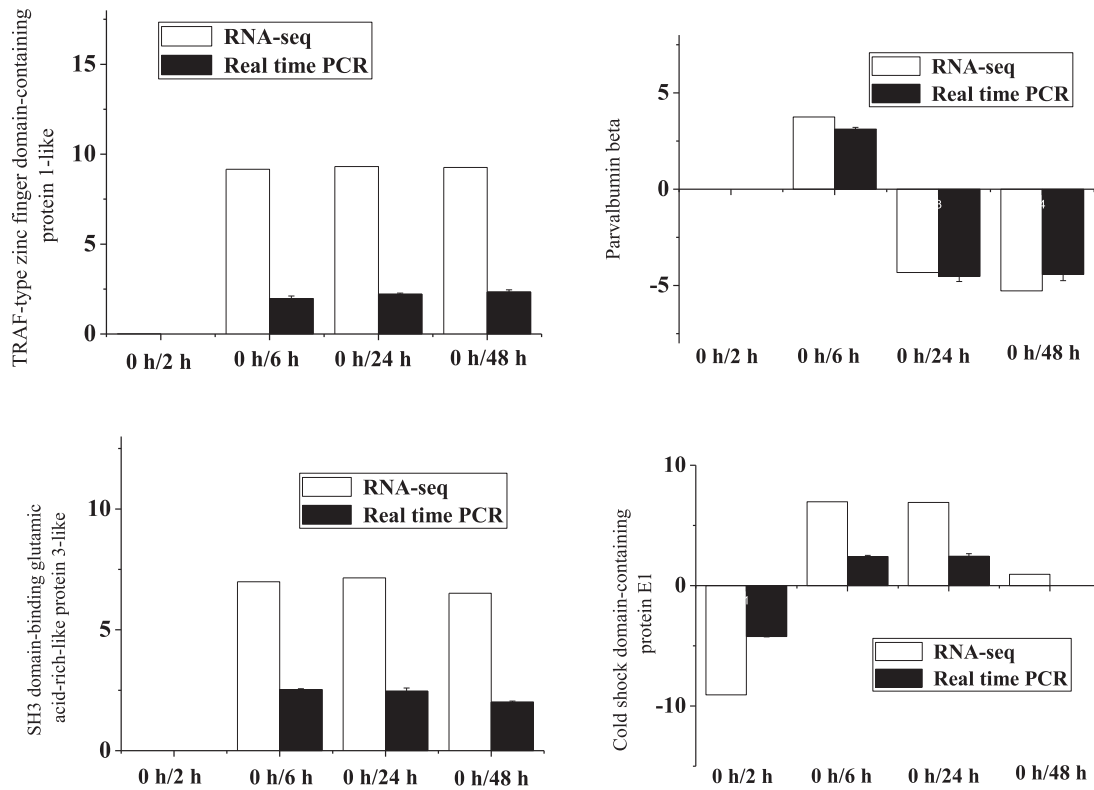 TRAF-type zinc finger domain-containing
protein 1-like
15
10
5
0
RNA-seq
Real time PCR
0 h/2 h
0 h/6 h
0 h/24 h
0 h/48 h
Parvalbumin beta
5
0
-5
RNA-seq
Real time PCR
3
4
0 h/2 h
0 h/6 h
0 h/24 h
0 h/48 h
SH3 domain-binding glutamic
acid-rich-like protein 3-like
10
5
0
RNA-seq
Real time PCR
0 h/2 h
0 h/6 h
0 h/24 h
0 h/48 h
Cold shock domain-containing
protein E1
10
0
-10
1
RNA-seq
Real time PCR
0 h/2 h
0 h/6 h
0 h/24 h
0 h/48 h